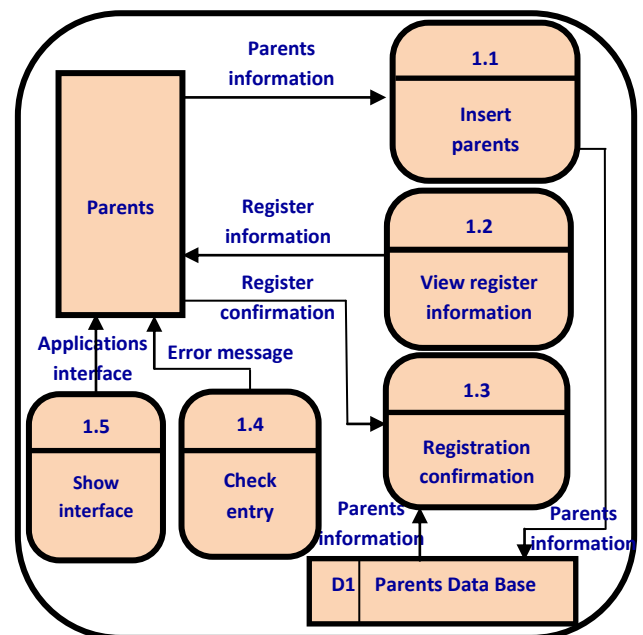 Parents
information
1.1
Insert
parents
Parents
Register
information
1.2
View register
information
Register
confirmation
Applications
interface
Error message
1.3
Registration
confirmation
1.5
Show
interface
1.4
Check
entry
Parents
information
Parents
information
D1
Parents Data Base